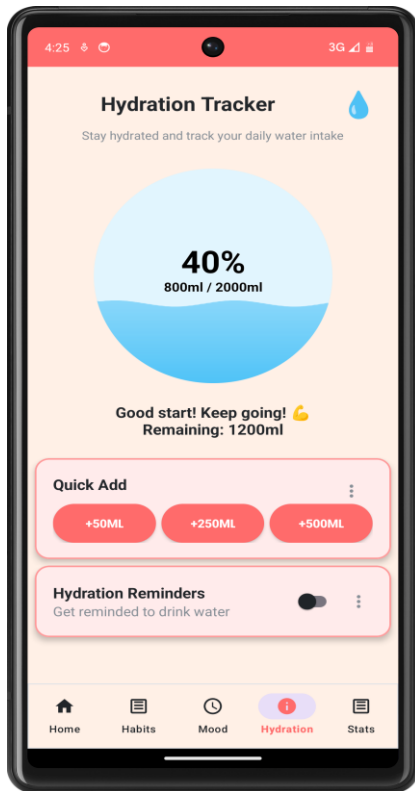 4:25
3G
Hydration Tracker
Stay hydrated and track your daily water intake
40%
800ml / 2000ml
Good start! Keep going! 💪
Remaining: 1200ml
Quick Add
+50ML
+250ML
+500ML
Hydration Reminders
Get reminded to drink water
Home
Habits
Mood
Hydration
Stats